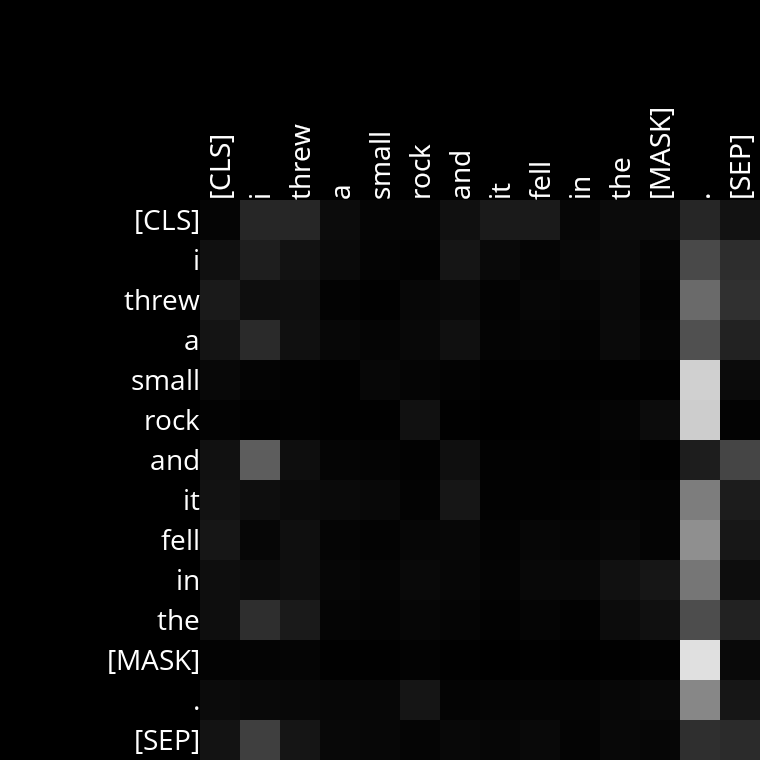 [CLS] i threw a small rock and it fell in the [MASK] . [SEP]
[CLS]
i
threw
a
small
rock
and
it
fell
in
the
[MASK]
.
[SEP]